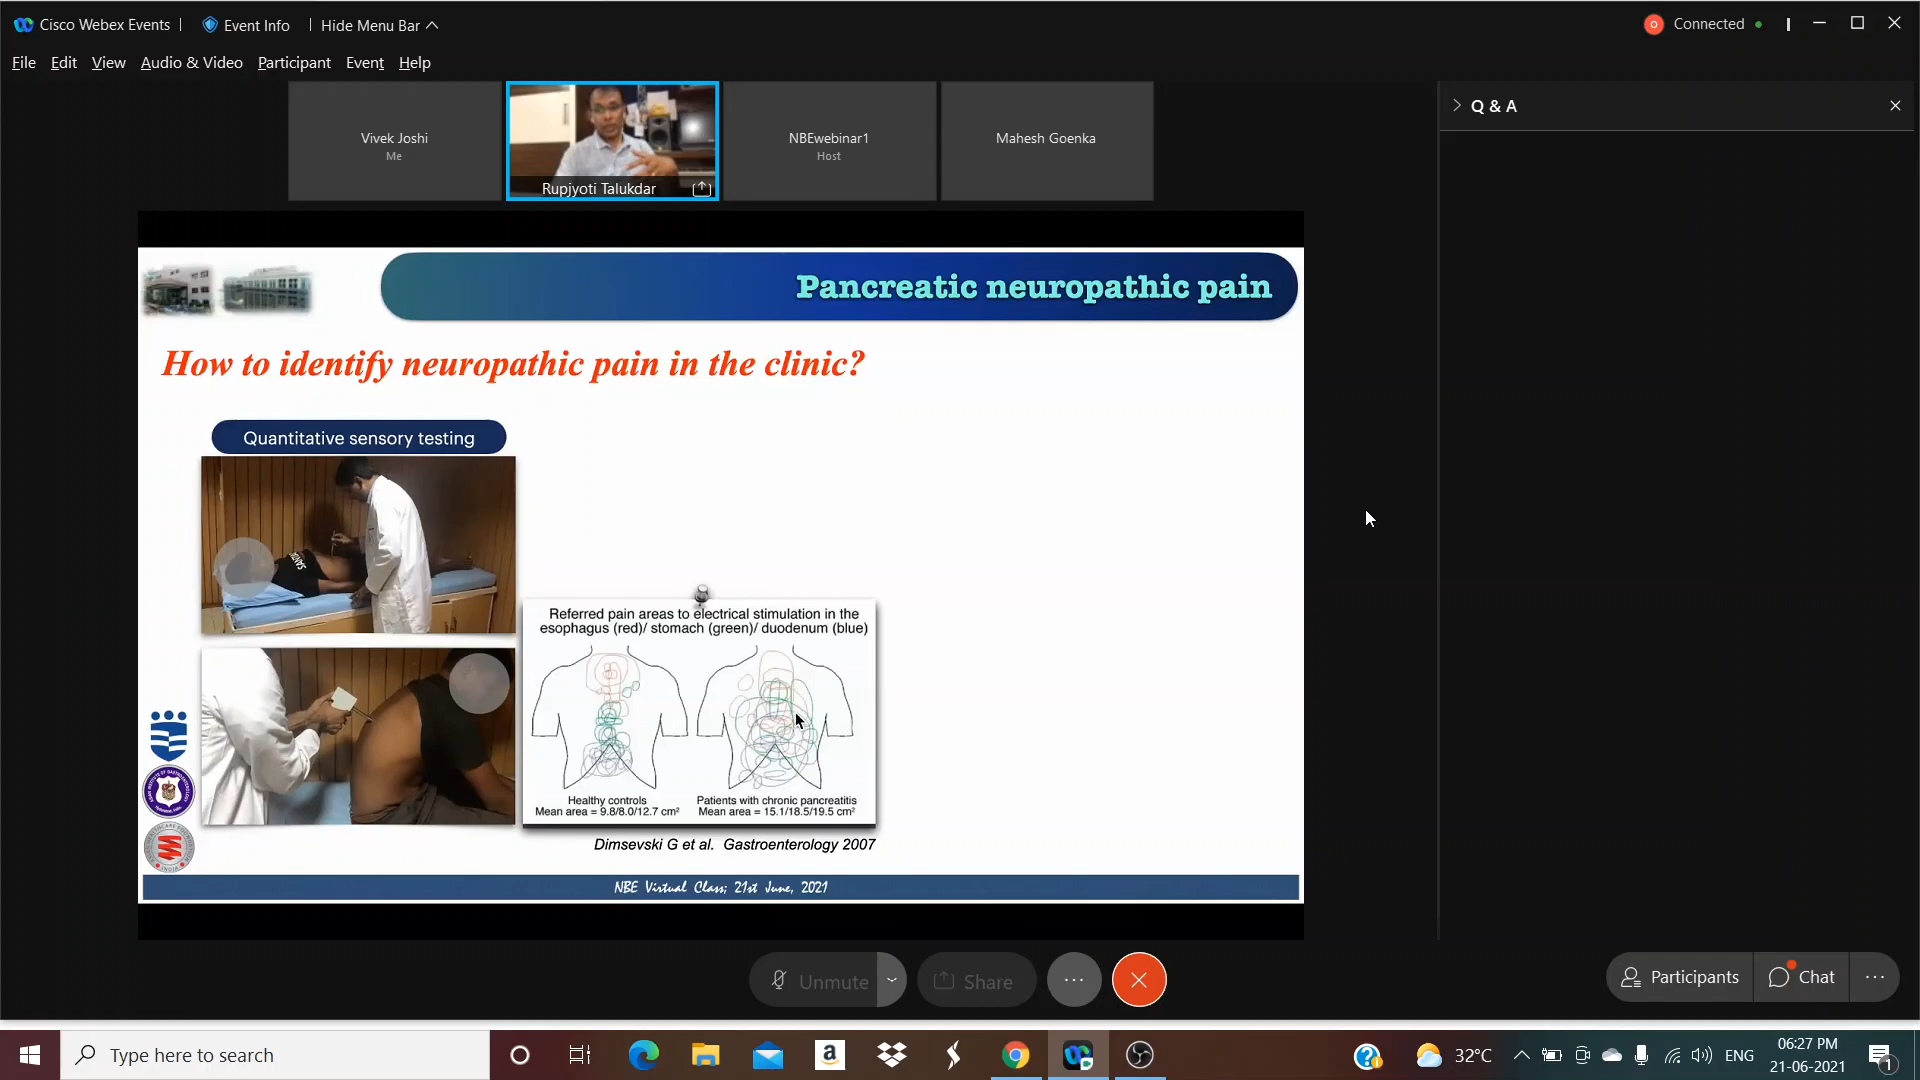 Cisco Webex Events
Event Info
Hide Menu Bar
Connected
File Edit View Audio & Video Participant Event Help
Vivek Joshi
Me
Rupjyoti Talukdar
NBEwebinar1
Host
Mahesh Goenka
Q & A
Pancreatic neuropathic pain
How to identify neuropathic pain in the clinic?
Quantitative sensory testing
Referred pain areas to electrical stimulation in the
esophagus (red)/ stomach (green)/ duodenum (blue)
Healthy controls
Mean area = 9.8/8.0/12.7 cm²
Patients with chronic pancreatitis
Mean area = 15.1/18.5/19.5 cm²
Dimsevski G et al. Gastroenterology 2007
NBE Virtual Class; 21st June, 2021
Unmute
Share
Participants
Chat
Type here to search
32°C
ENG
06:27 PM
21-06-2021
1